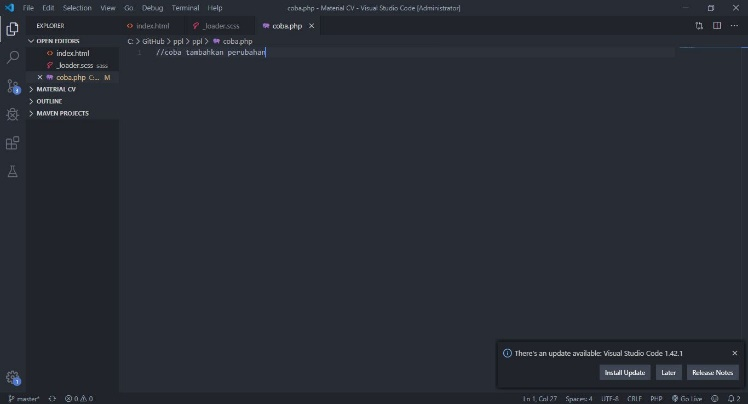 File Edit Selection View Go Debug Terminal Help
coba.php - Material CV - Visual Studio Code [Administrator]
EXPLORER
index.html
_loader.scss
coba.php
OPEN EDITORS
index.html
_loader.scss sass
coba.php C:... M
MATERIAL CV
OUTLINE
MAVEN PROJECTS
C: > GitHub > ppl > ppl > coba.php
1 //coba tambahkan perubahan
3
1
There's an update available: Visual Studio Code 1.42.1
Install Update Later Release Notes
master* 0 0
Ln 1, Col 27 Spaces: 4 UTF-8 CRLF PHP Go Live 2